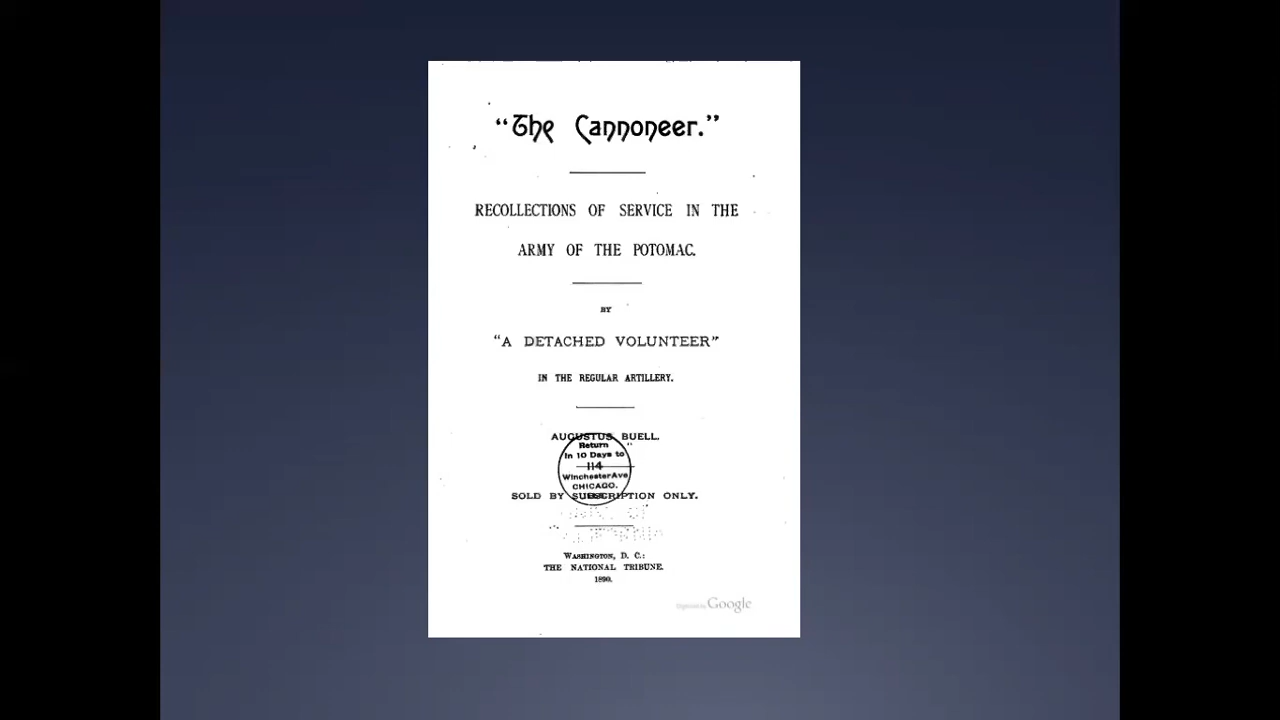 "The Cannoneer."
RECOLLECTIONS OF SERVICE IN THE
ARMY OF THE POTOMAC.
BY
"A DETACHED VOLUNTEER"
IN THE REGULAR ARTILLERY.
AUGUSTUS BUELL.
Return
In 10 Days to
114
Winchester Ave
CHICAGO.
SOLD BY SUBSCRIPTION ONLY.
WASHINGTON, D. C.:
THE NATIONAL TRIBUNE.
1890.
Digitized by Google